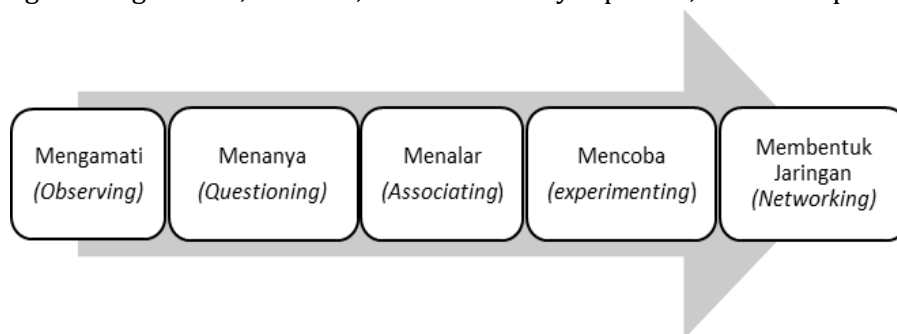 Mengamati
(Observing)
Menanya
(Questioning)
Menalar
(Associating)
Mencoba
(experimenting)
Membentuk
Jaringan
(Networking)